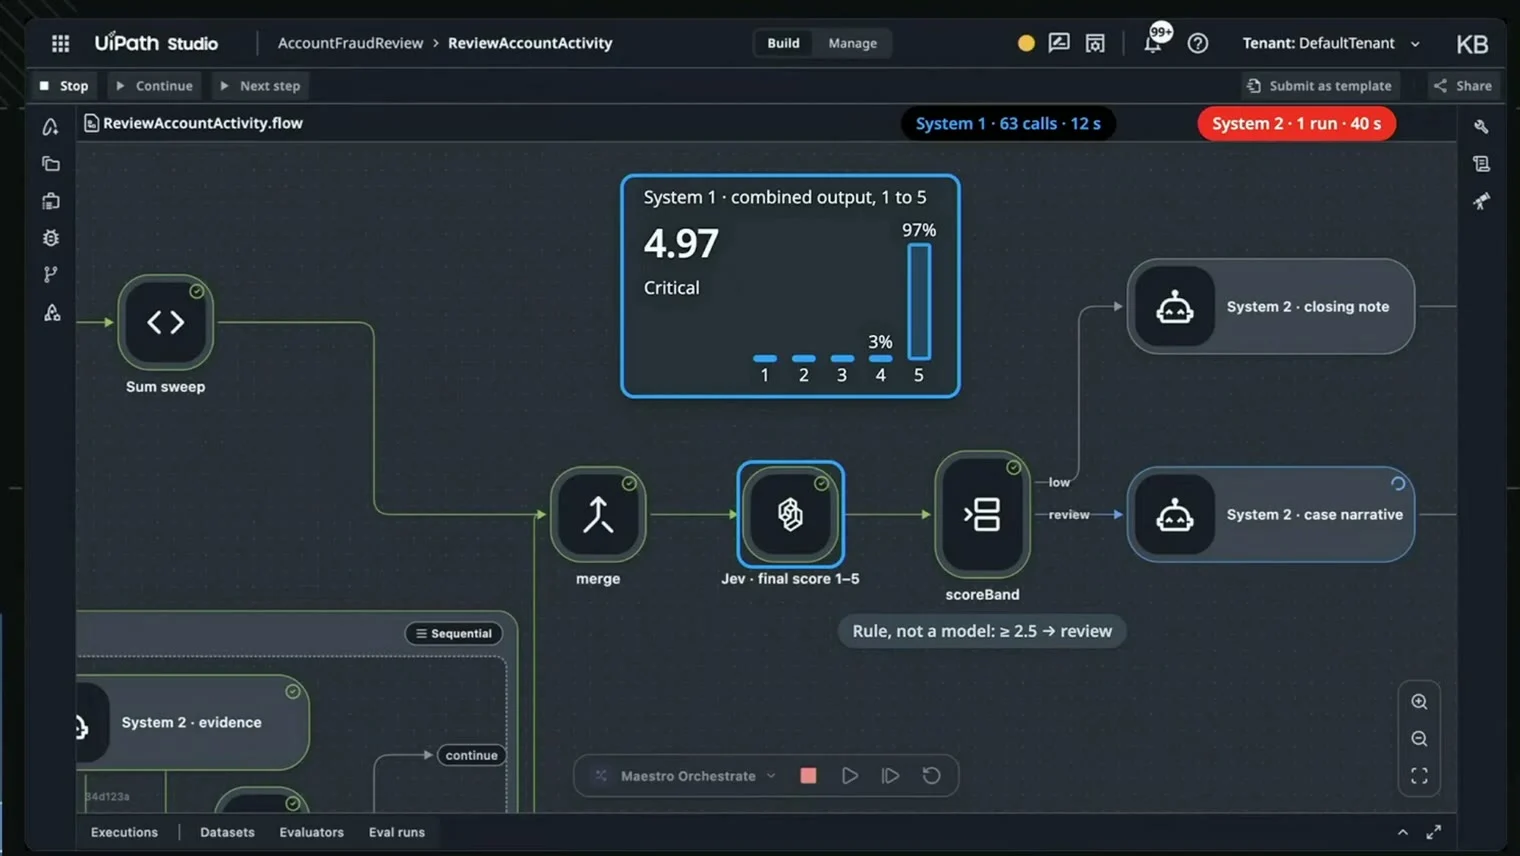 UiPath Studio
AccountFraudReview › ReviewAccountActivity
Build
Manage
99+
Tenant: DefaultTenant
KB
Stop
Continue
Next step
Submit as template
Share
ReviewAccountActivity.flow
System 1 · 63 calls · 12 s
System 2 · 1 run · 40 s
System 1 · combined output, 1 to 5
4.97
Critical
97%
3%
1 2 3 4 5
Sum sweep
System 2 · closing note
low
review
System 2 · case narrative
merge
Jev · final score 1–5
scoreBand
Rule, not a model: ≥ 2.5 → review
Sequential
System 2 · evidence
continue
34d123a
Maestro Orchestrate
Executions
Datasets
Evaluators
Eval runs